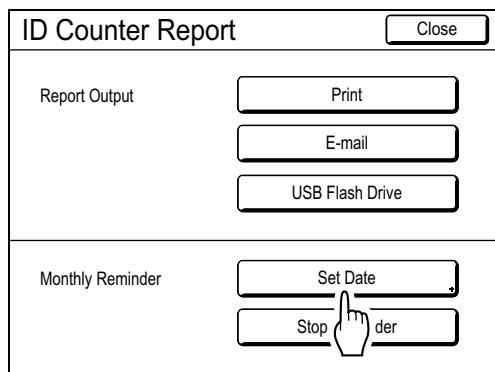 ID Counter Report
Close
Report Output
Print
E-mail
USB Flash Drive
Monthly Reminder
Set Date
Stop der